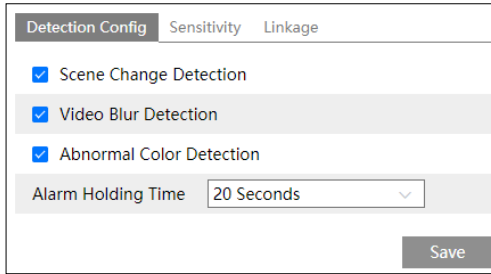 Detection Config Sensitivity Linkage
Scene Change Detection
Video Blur Detection
Abnormal Color Detection
Alarm Holding Time 20 Seconds
Save